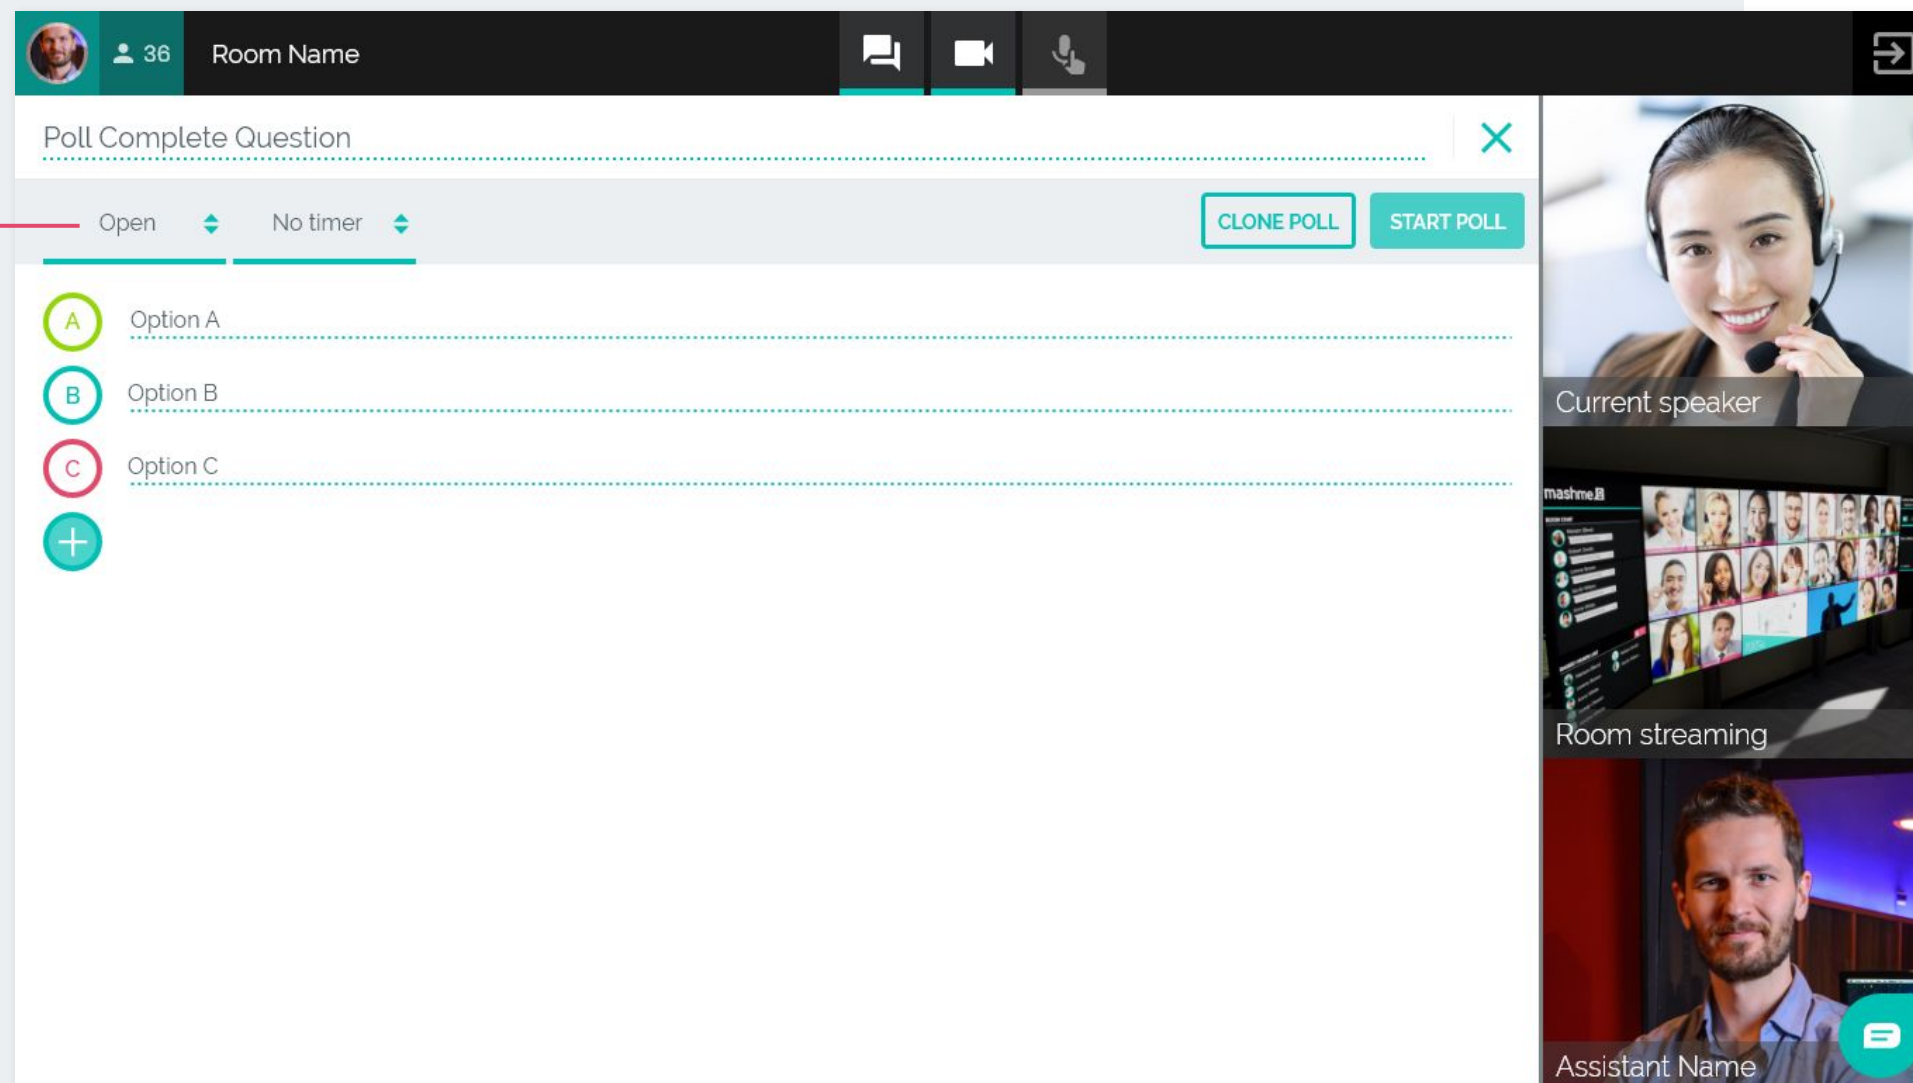 36 Room Name
Poll Complete Question
Open No timer CLONE POLL START POLL
A Option A
B Option B
C Option C
Current speaker
mashme.
Room streaming
Assistant Name